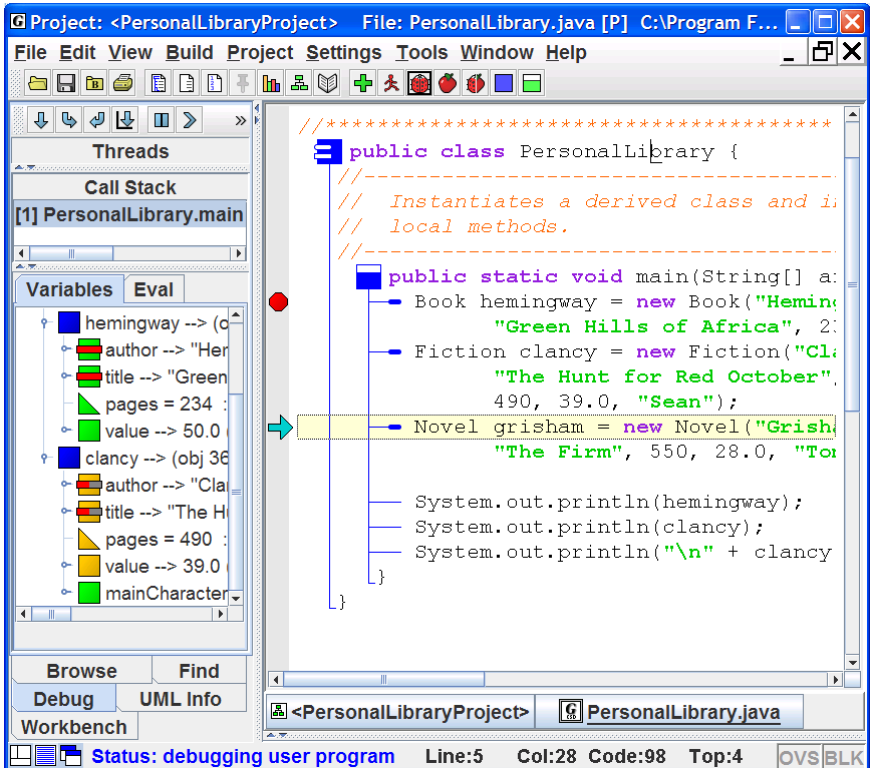 Project: <PersonalLibraryProject> File: PersonalLibrary.java [P] C:\Program F...
File Edit View Build Project Settings Tools Window Help
»
Threads
Call Stack
[1] PersonalLibrary.main
Variables Eval
hemingway --> (o
author --> "Her
title --> "Green
pages = 234 :
value --> 50.0 (
clancy --> (obj 36
author --> "Cla
title --> "The H
pages = 490 :
value --> 39.0 (
mainCharacter
//***************************************
public class PersonalLibrary {
//-------------------------------------
// Instantiates a derived class and i
// local methods.
//-------------------------------------
public static void main(String[] a
Book hemingway = new Book("Heming
"Green Hills of Africa", 2
Fiction clancy = new Fiction("Cla
"The Hunt for Red October",
490, 39.0, "Sean");
Novel grisham = new Novel("Grisha
"The Firm", 550, 28.0, "To
System.out.println(hemingway);
System.out.println(clancy);
System.out.println("\n" + clancy
}
}
Browse Find
Debug UML Info
Workbench
<PersonalLibraryProject> PersonalLibrary.java
Status: debugging user program Line:5 Col:28 Code:98 Top:4 OVS BLK